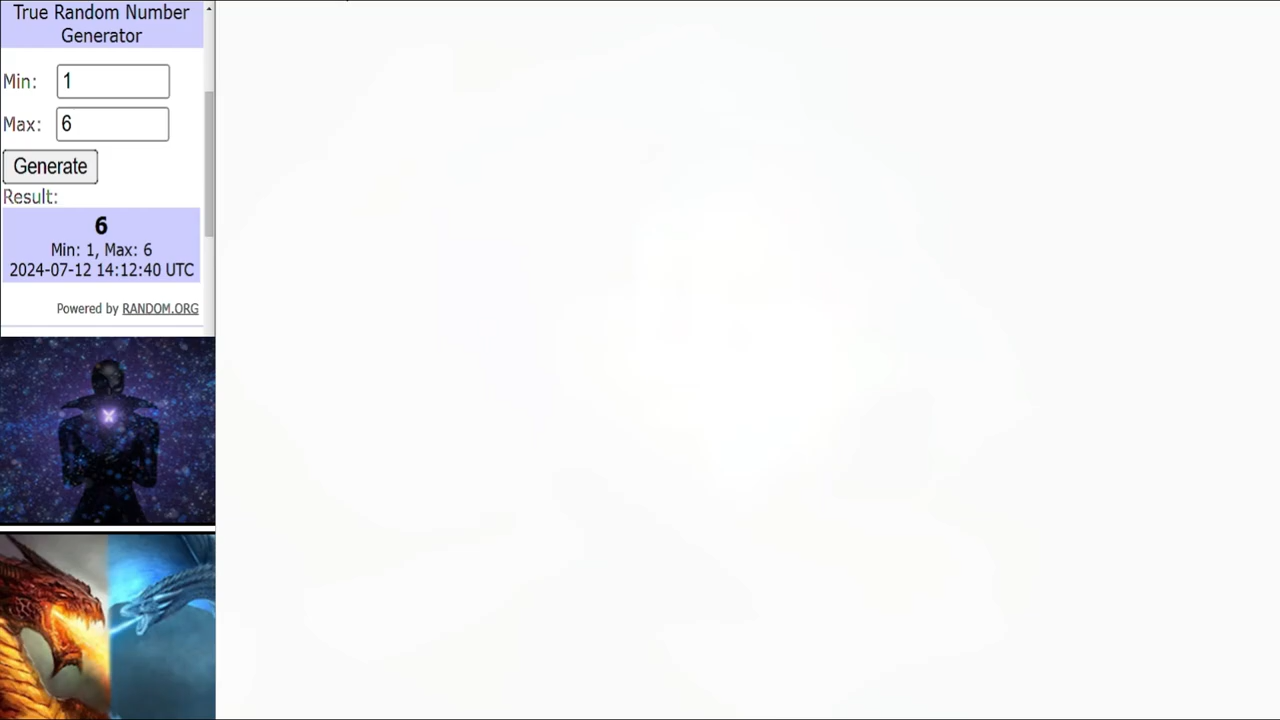 True Random Number
Generator
Min: 1
Max: 6
Generate
Result:
6
Min: 1, Max: 6
2024-07-12 14:12:40 UTC
Powered by RANDOM.ORG